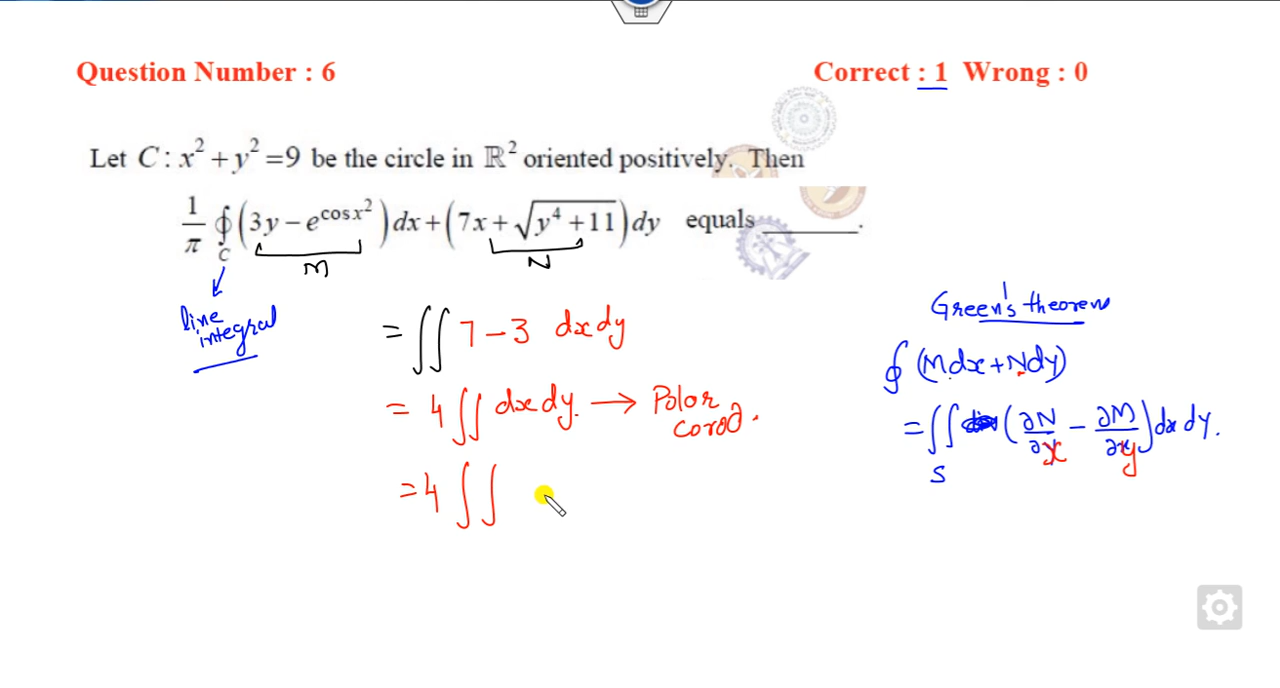 Question Number : 6 Correct : 1 Wrong : 0
Let C : x² + y² = 9 be the circle in ℝ² oriented positively. Then
1/π ∮_C (3y − e^{cos x²}) dx + (7x + √(y⁴ + 11)) dy equals ______.
M N
line integral
= ∬ 7 − 3 dx dy
= 4 ∬ dx dy. → Polar corod.
= 4 ∬
Green's theorem
∮ (M dx + N dy)
= ∬_S (∂N/∂x − ∂M/∂y) dx dy.